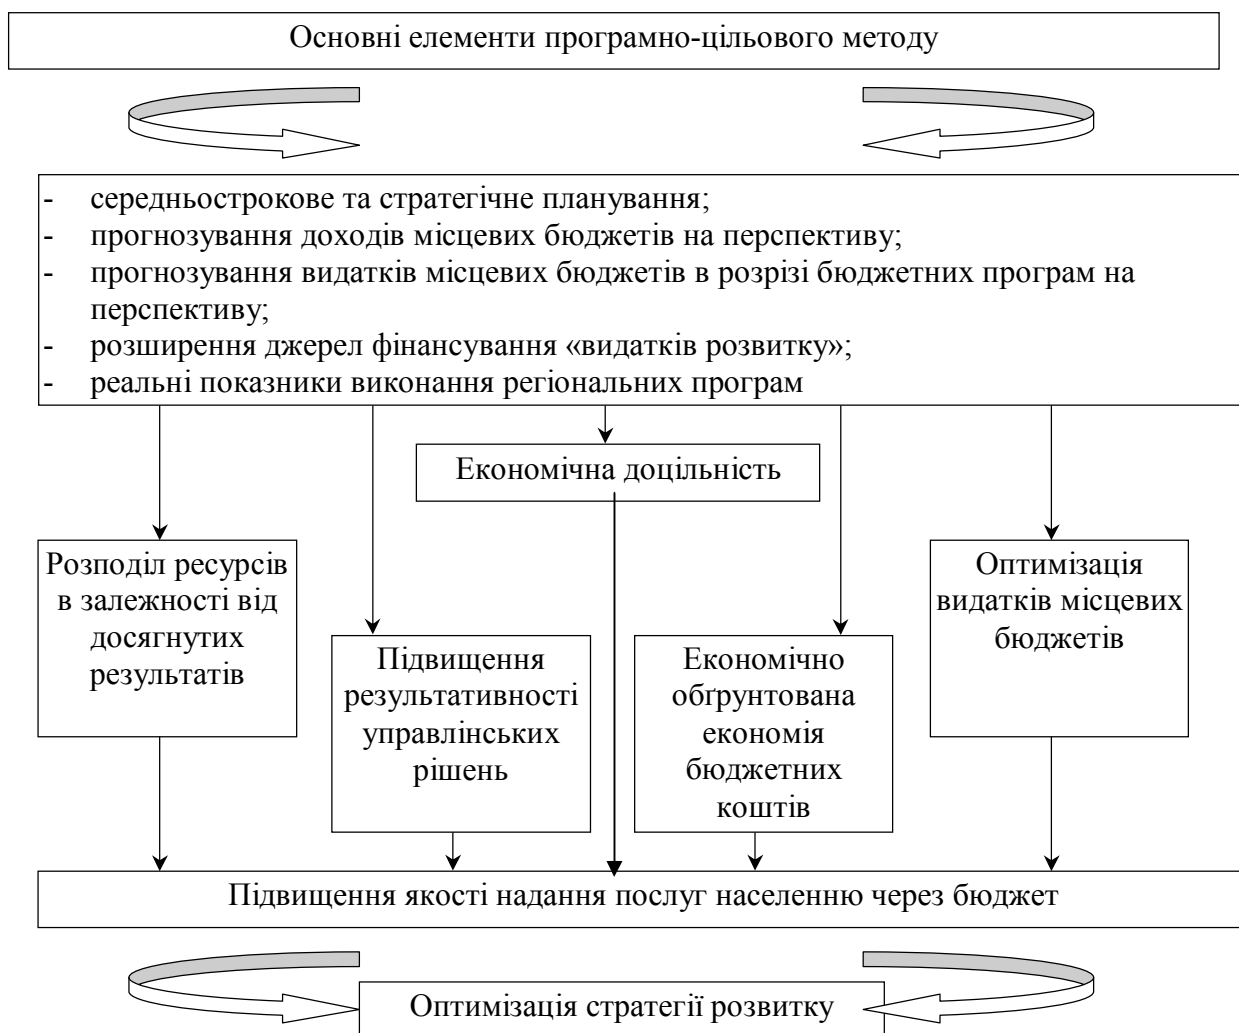 Основні елементи програмно-цільового методу
- середньострокове та стратегічне планування;
- прогнозування доходів місцевих бюджетів на перспективу;
- прогнозування видатків місцевих бюджетів в розрізі бюджетних програм на
перспективу;
- розширення джерел фінансування «видатків розвитку»;
- реальні показники виконання регіональних програм
Економічна доцільність
Розподіл ресурсів
в залежності від
досягнутих
результатів
Підвищення
результативності
управлінських
рішень
Економічно
обґрунтована
економія
бюджетних
коштів
Оптимізація
видатків місцевих
бюджетів
Підвищення якості надання послуг населенню через бюджет
Оптимізація стратегії розвитку